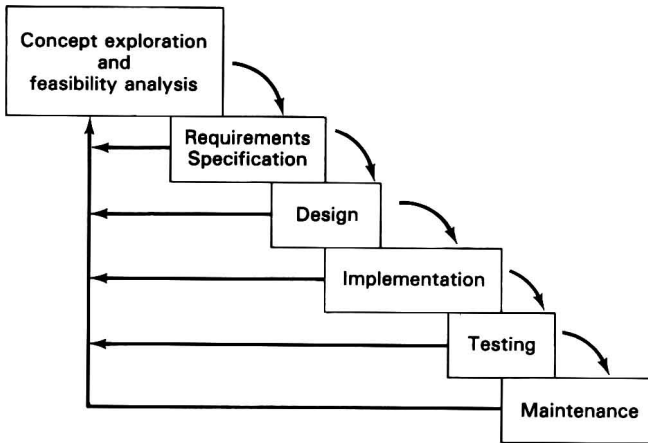 Concept exploration
and
feasibility analysis
Requirements
Specification
Design
Implementation
Testing
Maintenance